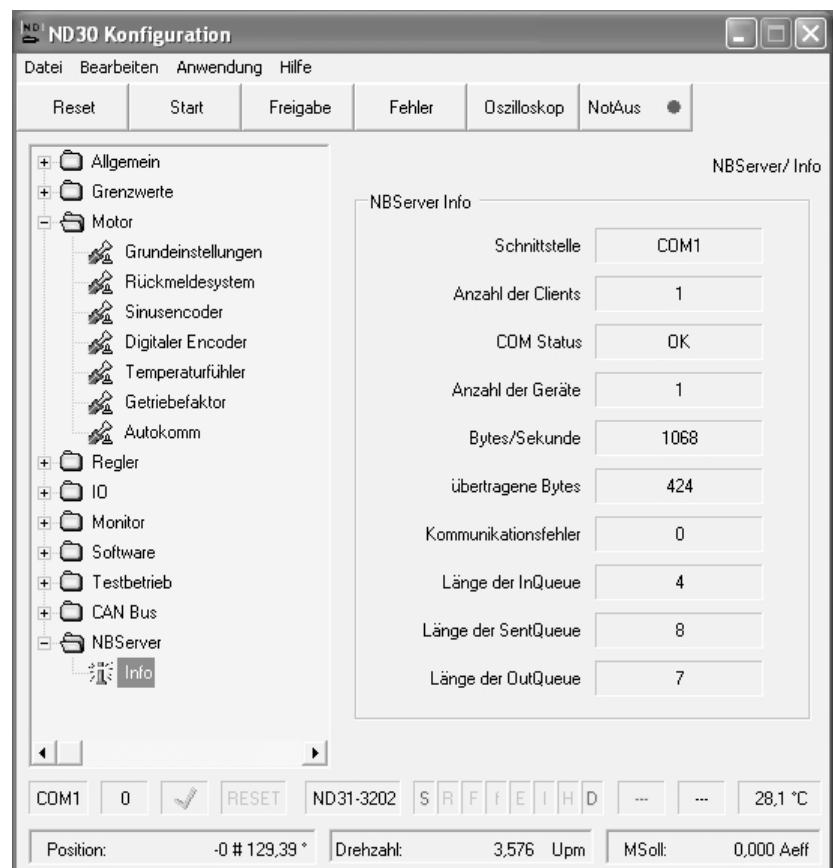 ND30 Konfiguration
Datei Bearbeiten Anwendung Hilfe
Reset Start Freigabe Fehler Oszilloskop NotAus
Allgemein
Grenzwerte
Motor
Grundeinstellungen
Rückmeldesystem
Sinusencoder
Digitaler Encoder
Temperaturfühler
Getriebefaktor
Autokomm
Regler
IO
Monitor
Software
Testbetrieb
CAN Bus
NBServer
Info
NBServer/ Info
NBServer Info
Schnittstelle COM1
Anzahl der Clients 1
COM Status OK
Anzahl der Geräte 1
Bytes/Sekunde 1068
übertragene Bytes 424
Kommunikationsfehler 0
Länge der InQueue 4
Länge der SentQueue 8
Länge der OutQueue 7
COM1 0 RESET ND31-3202 S R F f E I H D --- --- 28,1 °C
Position: -0 # 129,39 ° Drehzahl: 3,576 Upm MSoll: 0,000 Aeff